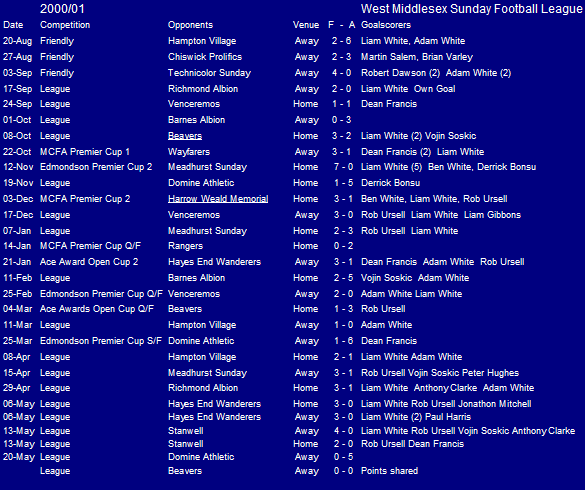 2000/01 West Middlesex Sunday Football League
Date Competition Opponents Venue F - A Goalscorers
20-Aug Friendly Hampton Village Away 2 - 6 Liam White, Adam White
27-Aug Friendly Chiswick Prolifics Away 2 - 3 Martin Salem, Brian Varley
03-Sep Friendly Technicolor Sunday Away 4 - 0 Robert Dawson (2) Adam White (2)
17-Sep League Richmond Albion Away 2 - 0 Liam White Own Goal
24-Sep League Venceremos Home 1 - 1 Dean Francis
01-Oct League Barnes Albion Away 0 - 3
08-Oct League Beavers Home 3 - 2 Liam White (2) Vojin Soskic
22-Oct MCFA Premier Cup 1 Wayfarers Away 3 - 1 Dean Francis (2) Liam White
12-Nov Edmondson Premier Cup 2 Meadhurst Sunday Home 7 - 0 Liam White (5) Ben White, Derrick Bonsu
19-Nov League Domine Athletic Home 1 - 5 Derrick Bonsu
03-Dec MCFA Premier Cup 2 Harrow Weald Memorial Home 3 - 1 Ben White, Liam White, Rob Ursell
17-Dec League Venceremos Away 3 - 0 Rob Ursell Liam White Liam Gibbons
07-Jan League Meadhurst Sunday Home 2 - 3 Rob Ursell Liam White
14-Jan MCFA Premier Cup Q/F Rangers Home 0 - 2
21-Jan Ace Award Open Cup 2 Hayes End Wanderers Away 3 - 1 Dean Francis Adam White Rob Ursell
11-Feb League Barnes Albion Home 2 - 5 Vojin Soskic Adam White
25-Feb Edmondson Premier Cup Q/F Venceremos Away 2 - 0 Adam White Liam White
04-Mar Ace Awards Open Cup Q/F Beavers Home 1 - 3 Rob Ursell
11-Mar League Hampton Village Away 1 - 0 Adam White
25-Mar Edmondson Premier Cup S/F Domine Athletic Away 1 - 6 Dean Francis
08-Apr League Hampton Village Home 2 - 1 Liam White Adam White
15-Apr League Meadhurst Sunday Away 3 - 1 Rob Ursell Vojin Soskic Peter Hughes
29-Apr League Richmond Albion Home 3 - 1 Liam White Anthony Clarke Adam White
06-May League Hayes End Wanderers Home 3 - 0 Liam White Rob Ursell Jonathon Mitchell
06-May League Hayes End Wanderers Away 3 - 0 Liam White (2) Paul Harris
13-May League Stanwell Away 4 - 0 Liam White Rob Ursell Vojin Soskic Anthony Clarke
13-May League Stanwell Home 2 - 0 Rob Ursell Dean Francis
20-May League Domine Athletic Away 0 - 5
League Beavers Away 0 - 0 Points shared